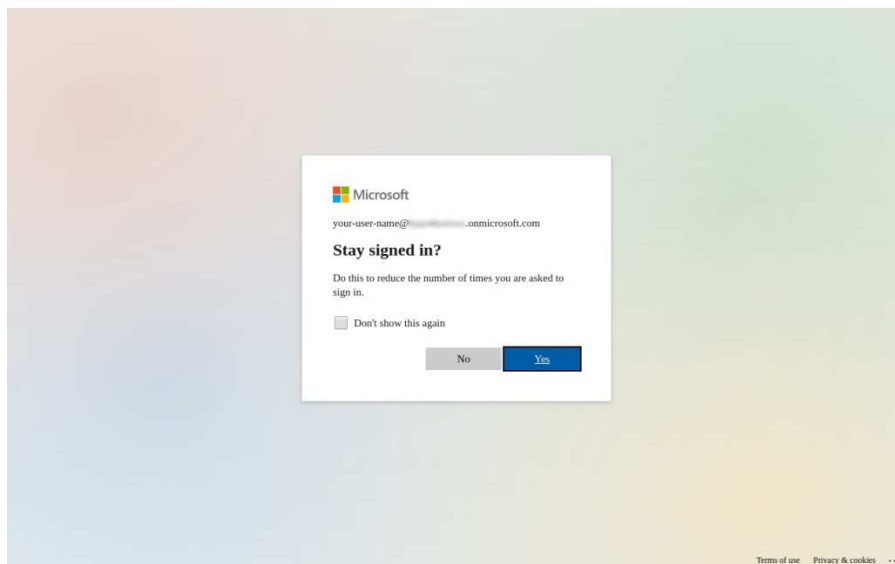 Microsoft
your-user-name@ .onmicrosoft.com
Stay signed in?
Do this to reduce the number of times you are asked to
sign in.
Don't show this again
No Yes
Terms of use Privacy & cookies